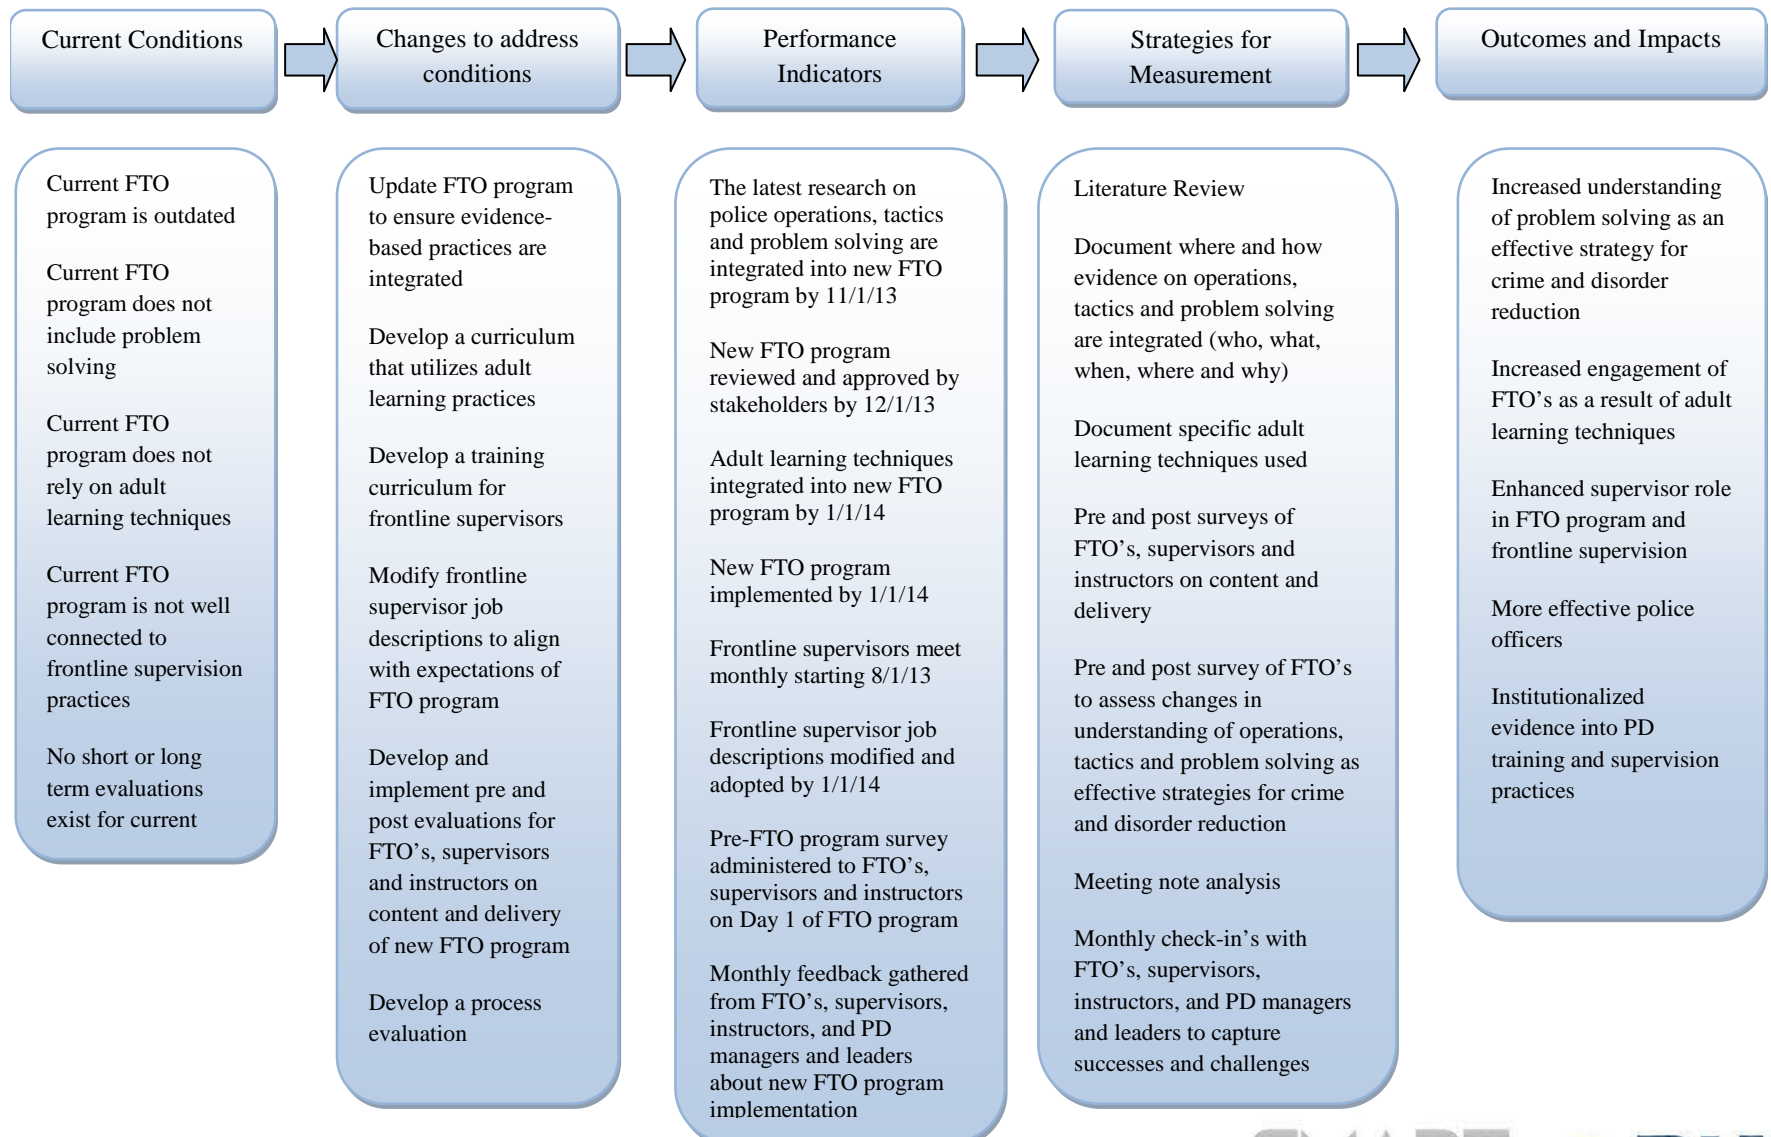 Current Conditions
Changes to address
conditions
Performance
Indicators
Strategies for
Measurement
Outcomes and Impacts
Current FTO
program is outdated
Current FTO
program does not
include problem
solving
Current FTO
program does not
rely on adult
learning techniques
Current FTO
program is not well
connected to
frontline supervision
practices
No short or long
term evaluations
exist for current
Update FTO program
to ensure evidence-
based practices are
integrated
Develop a curriculum
that utilizes adult
learning practices
Develop a training
curriculum for
frontline supervisors
Modify frontline
supervisor job
descriptions to align
with expectations of
FTO program
Develop and
implement pre and
post evaluations for
FTO’s, supervisors
and instructors on
content and delivery
of new FTO program
Develop a process
evaluation
The latest research on
police operations, tactics
and problem solving are
integrated into new FTO
program by 11/1/13
New FTO program
reviewed and approved by
stakeholders by 12/1/13
Adult learning techniques
integrated into new FTO
program by 1/1/14
New FTO program
implemented by 1/1/14
Frontline supervisors meet
monthly starting 8/1/13
Frontline supervisor job
descriptions modified and
adopted by 1/1/14
Pre-FTO program survey
administered to FTO’s,
supervisors and instructors
on Day 1 of FTO program
Monthly feedback gathered
from FTO’s, supervisors,
instructors, and PD
managers and leaders
about new FTO program
implementation
Literature Review
Document where and how
evidence on operations,
tactics and problem solving
are integrated (who, what,
when, where and why)
Document specific adult
learning techniques used
Pre and post surveys of
FTO’s, supervisors and
instructors on content and
delivery
Pre and post survey of FTO’s
to assess changes in
understanding of operations,
tactics and problem solving as
effective strategies for crime
and disorder reduction
Meeting note analysis
Monthly check-in’s with
FTO’s, supervisors,
instructors, and PD managers
and leaders to capture
successes and challenges
Increased understanding
of problem solving as an
effective strategy for
crime and disorder
reduction
Increased engagement of
FTO’s as a result of adult
learning techniques
Enhanced supervisor role
in FTO program and
frontline supervision
More effective police
officers
Institutionalized
evidence into PD
training and supervision
practices